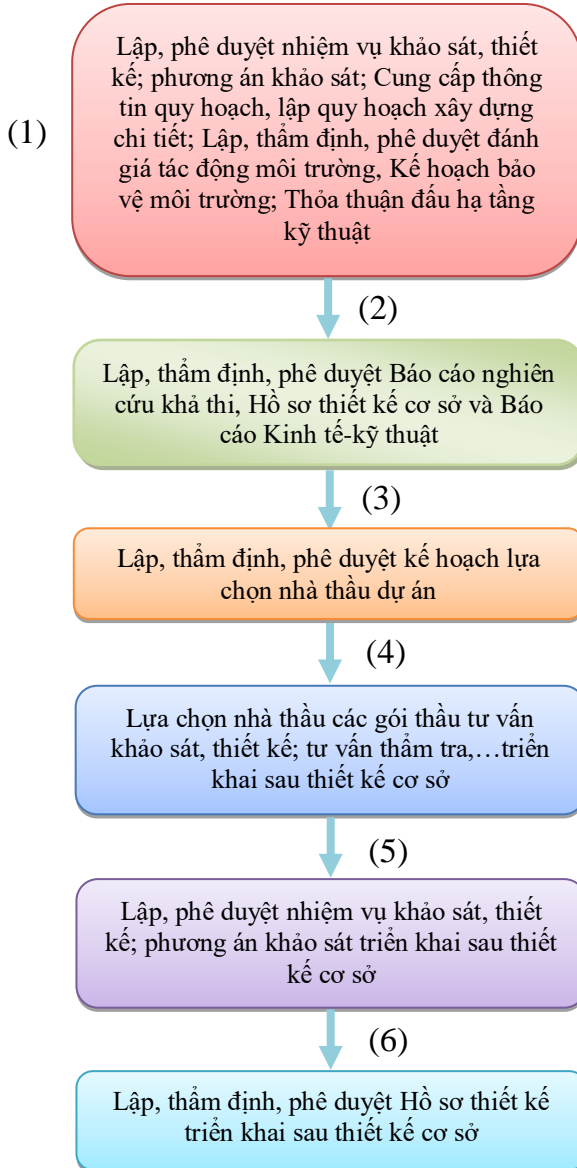 Lập, phê duyệt nhiệm vụ khảo sát, thiết
kế; phương án khảo sát; Cung cấp thông
tin quy hoạch, lập quy hoạch xây dựng
(1)
chi tiết; Lập, thẩm định, phê duyệt đánh
giá tác động môi trường, Kế hoạch bảo
vệ môi trường; Thỏa thuận đấu hạ tầng
kỹ thuật
(2)
Lập, thẩm định, phê duyệt Báo cáo nghiên
cứu khả thi, Hồ sơ thiết kế cơ sở và Báo
cáo Kinh tế-kỹ thuật
(3)
Lập, thẩm định, phê duyệt kế hoạch lựa
chọn nhà thầu dự án
(4)
Lựa chọn nhà thầu các gói thầu tư vấn
khảo sát, thiết kế; tư vấn thẩm tra,…triển
khai sau thiết kế cơ sở
(5)
Lập, phê duyệt nhiệm vụ khảo sát, thiết
kế; phương án khảo sát triển khai sau thiết
kế cơ sở
(6)
Lập, thẩm định, phê duyệt Hồ sơ thiết kế
triển khai sau thiết kế cơ sở